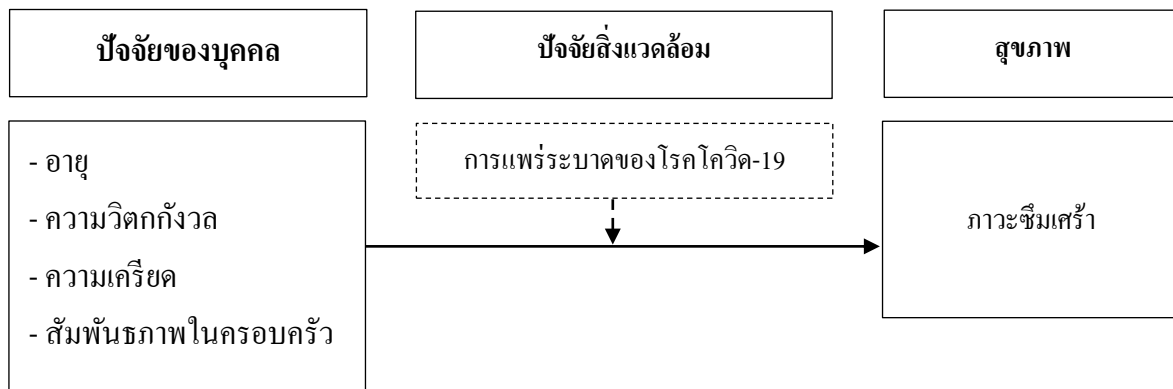 ปัจจัยของบุคคล
ปัจจัยสิ่งแวดล้อม
สุขภาพ
- อายุ
- ความวิตกกังวล
- ความเครียด
- สัมพันธภาพในครอบครัว
การแพร่ระบาดของโรคโควิด-19
ภาวะซึมเศร้า